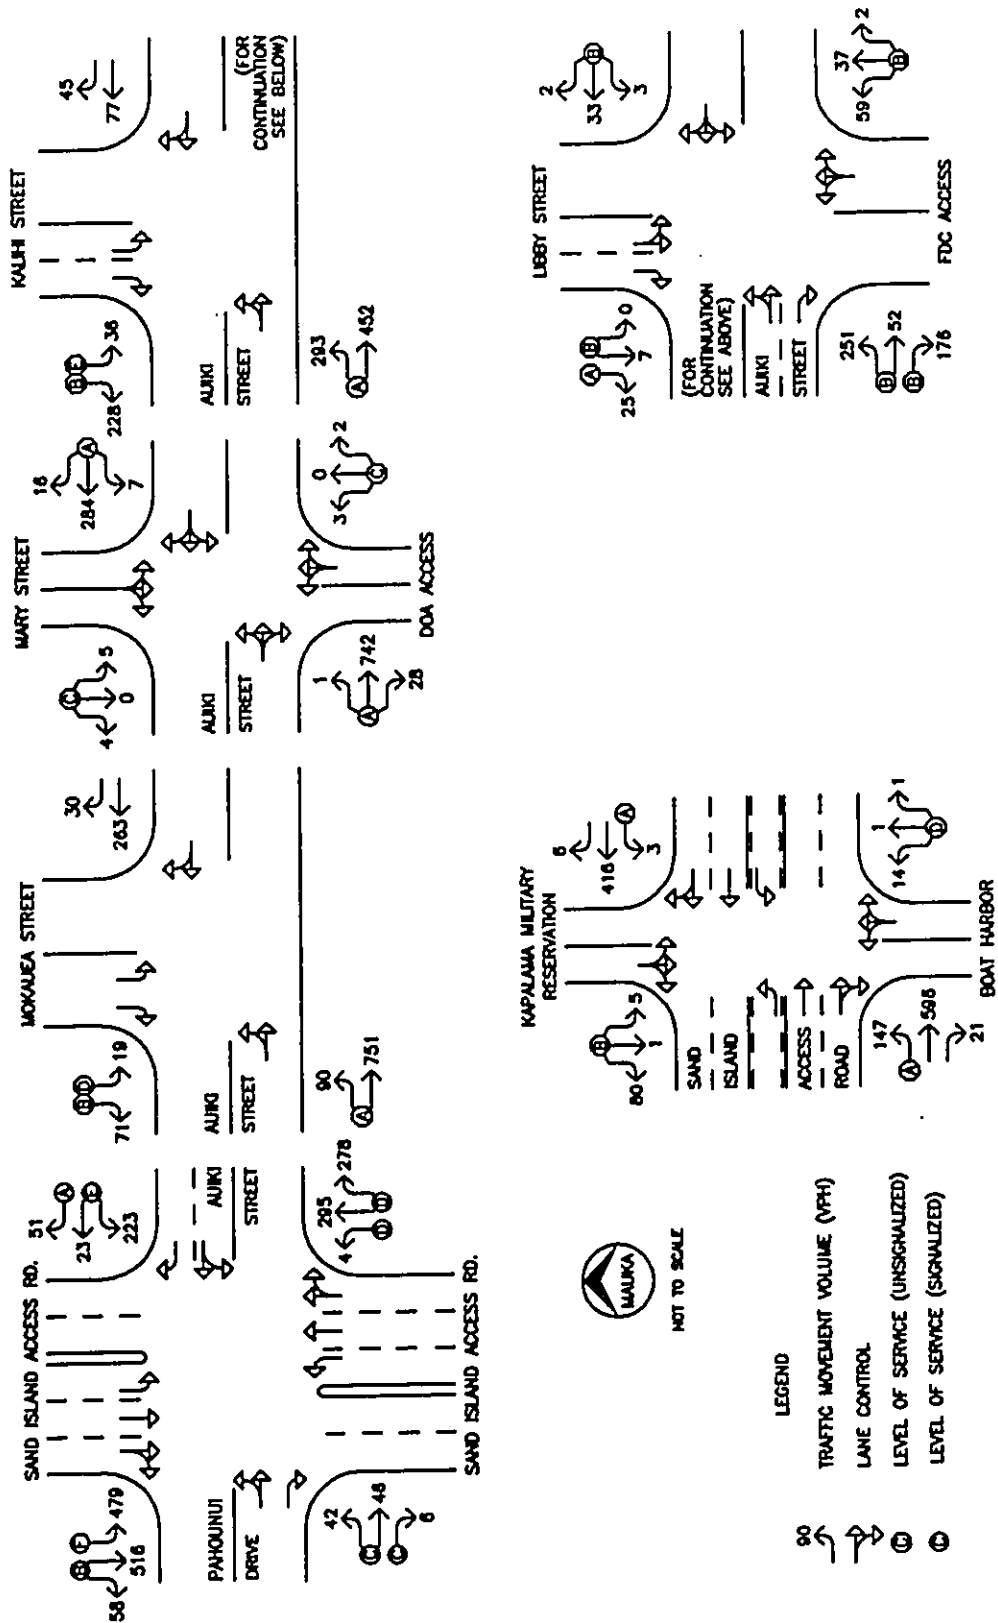 SAND ISLAND ACCESS RD.
MOKAUEA STREET
MARY STREET
KALIHI STREET
58
516
479
B
F
51
23
223
A
E
71
19
B
D
30
263
4
0
5
C
16
284
7
A
228
36
B
E
45
77
PAHOUNUI
DRIVE
AUIKI
STREET
AUIKI
STREET
AUIKI
STREET
AUIKI
STREET
(FOR
CONTINUATION
SEE BELOW)
42
48
6
C
C
4
295
278
D
D
90
751
A
1
742
28
A
3
0
2
C
293
452
A
SAND ISLAND ACCESS RD.
DOA ACCESS
MAUKA
NOT TO SCALE
KAPALAMA MILITARY
RESERVATION
80
1
5
B
6
416
3
A
SAND
ISLAND
ACCESS
ROAD
147
598
21
A
14
1
1
D
BOAT HARBOR
LIBBY STREET
25
7
0
A
B
2
33
3
B
(FOR
CONTINUATION
SEE ABOVE)
AUIKI
STREET
251
52
176
B
B
59
37
2
B
FDC ACCESS
LEGEND
90 TRAFFIC MOVEMENT VOLUME (VPH)
LANE CONTROL
C LEVEL OF SERVICE (UNSIGNALIZED)
C LEVEL OF SERVICE (SIGNALIZED)